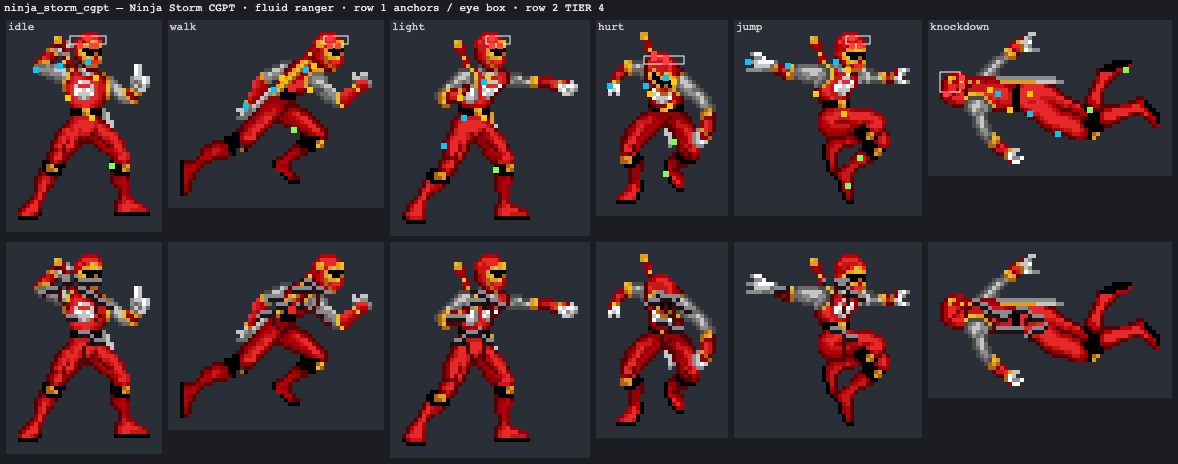 ninja_storm_cgpt — Ninja Storm CGPT · fluid ranger · row 1 anchors / eye box · row 2 TIER 4
idle walk light hurt jump knockdown